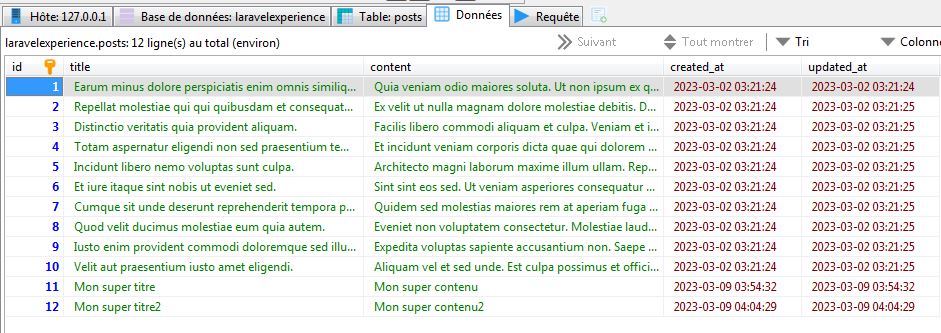 Hôte: 127.0.0.1 Base de données: laravelexperience Table: posts Données Requête
laravelexperience.posts: 12 ligne(s) au total (environ) Suivant Tout montrer Tri Colonn
id title content created_at updated_at
1 Earum minus dolore perspiciatis enim omnis similiq... Quia veniam odio maiores soluta. Ut non ipsum ex q... 2023-03-02 03:21:24 2023-03-02 03:21:24
2 Repellat molestiae qui qui quibusdam et consequat... Ex velit ut nulla magnam dolore molestiae debitis. D... 2023-03-02 03:21:24 2023-03-02 03:21:25
3 Distinctio veritatis quia provident aliquam. Facilis libero commodi aliquam et culpa. Veniam et i... 2023-03-02 03:21:24 2023-03-02 03:21:25
4 Totam aspernatur eligendi non sed praesentium te... Et incidunt veniam corporis dicta quae qui dolorem ... 2023-03-02 03:21:24 2023-03-02 03:21:25
5 Incidunt libero nemo voluptas sunt culpa. Architecto magni laborum maxime illum ullam. Rep... 2023-03-02 03:21:24 2023-03-02 03:21:25
6 Et iure itaque sint nobis ut eveniet sed. Sint sint eos sed. Ut veniam asperiores consequatur ... 2023-03-02 03:21:24 2023-03-02 03:21:25
7 Cumque sit unde deserunt reprehenderit tempora p... Quidem sed molestias maiores rem at aperiam fuga ... 2023-03-02 03:21:24 2023-03-02 03:21:25
8 Quod velit ducimus molestiae eum quia autem. Eveniet non voluptatem consectetur. Molestiae laud... 2023-03-02 03:21:24 2023-03-02 03:21:25
9 Iusto enim provident commodi doloremque sed illu... Expedita voluptas sapiente accusantium non. Saepe ... 2023-03-02 03:21:24 2023-03-02 03:21:25
10 Velit aut praesentium iusto amet eligendi. Aliquam vel et sed unde. Est culpa possimus et offici... 2023-03-02 03:21:24 2023-03-02 03:21:25
11 Mon super titre Mon super contenu 2023-03-09 03:54:32 2023-03-09 03:54:32
12 Mon super titre2 Mon super contenu2 2023-03-09 04:04:29 2023-03-09 04:04:29